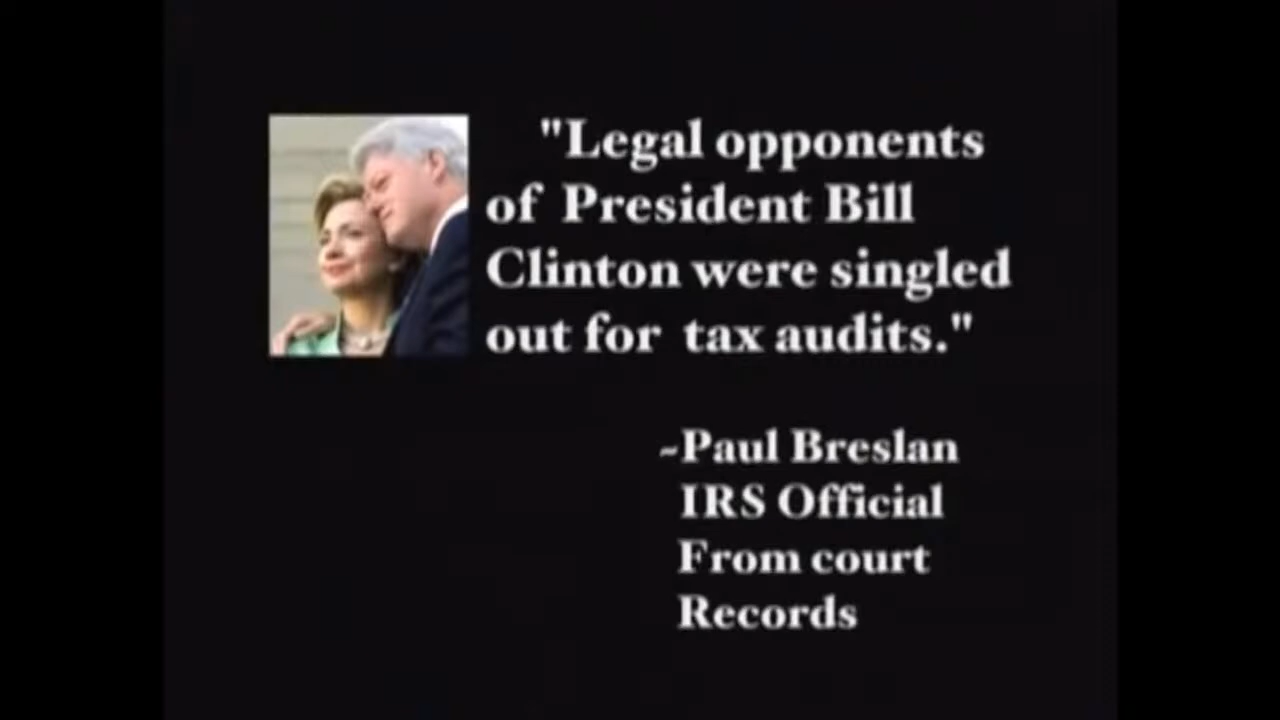 "Legal opponents
of President Bill
Clinton were singled
out for tax audits."
~Paul Breslan
IRS Official
From court
Records